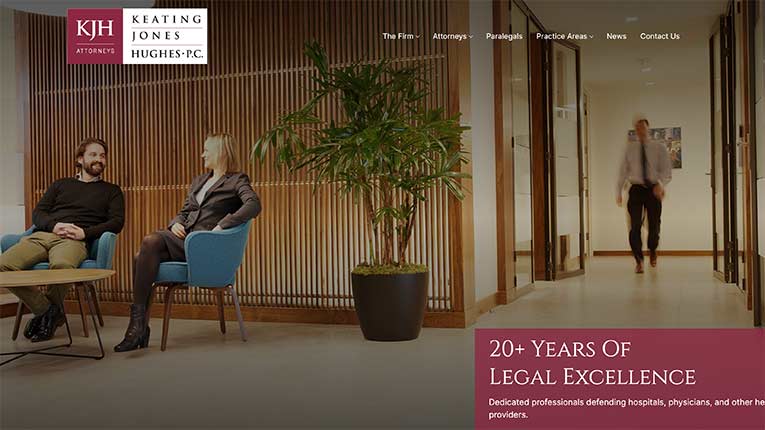 KJH
ATTORNEYS
KEATING
JONES
HUGHES·P.C.
The Firm
Attorneys
Paralegals
Practice Areas
News
Contact Us
20+ YEARS OF
LEGAL EXCELLENCE
Dedicated professionals defending hospitals, physicians, and other he
providers.